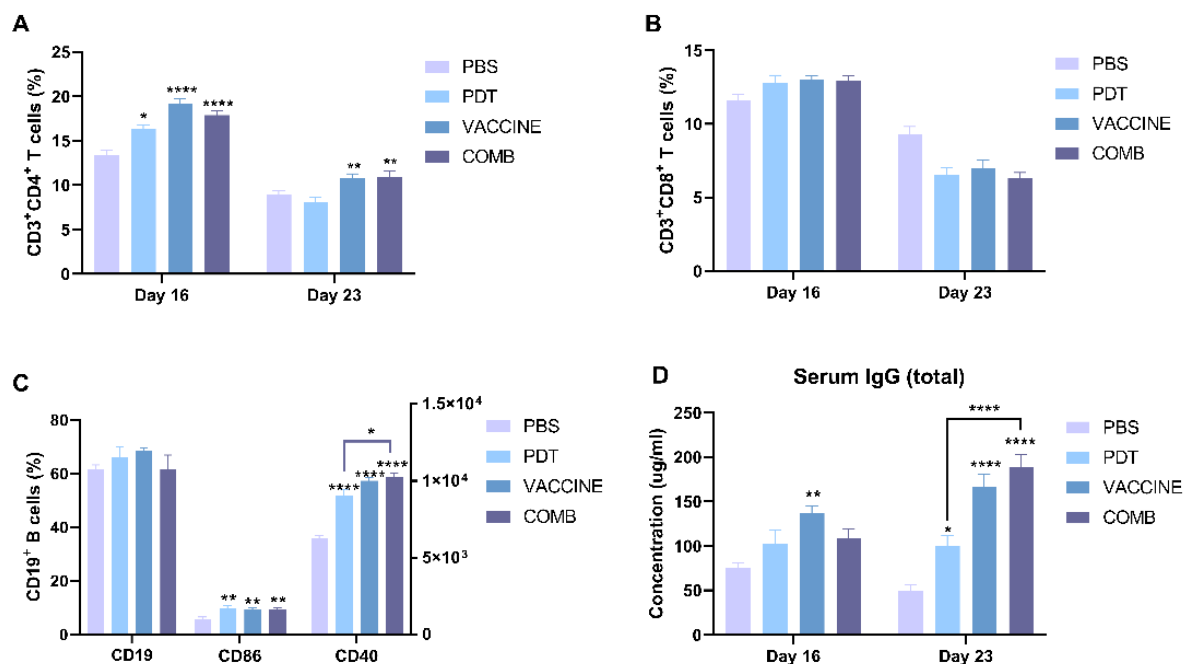 A
CD3⁺CD4⁺ T cells (%)
25
20
15
10
5
0
*
****
****
**
**
Day 16
Day 23
PBS
PDT
VACCINE
COMB
B
CD3⁺CD8⁺ T cells (%)
15
10
5
0
Day 16
Day 23
PBS
PDT
VACCINE
COMB
C
CD19⁺ B cells (%)
80
60
40
20
0
**
**
**
****
****
****
*
1.5×10⁴
1×10⁴
5×10³
0
CD19
CD86
CD40
PBS
PDT
VACCINE
COMB
D
Serum IgG (total)
Concentration (ug/ml)
250
200
150
100
50
0
**
*
****
****
****
Day 16
Day 23
PBS
PDT
VACCINE
COMB